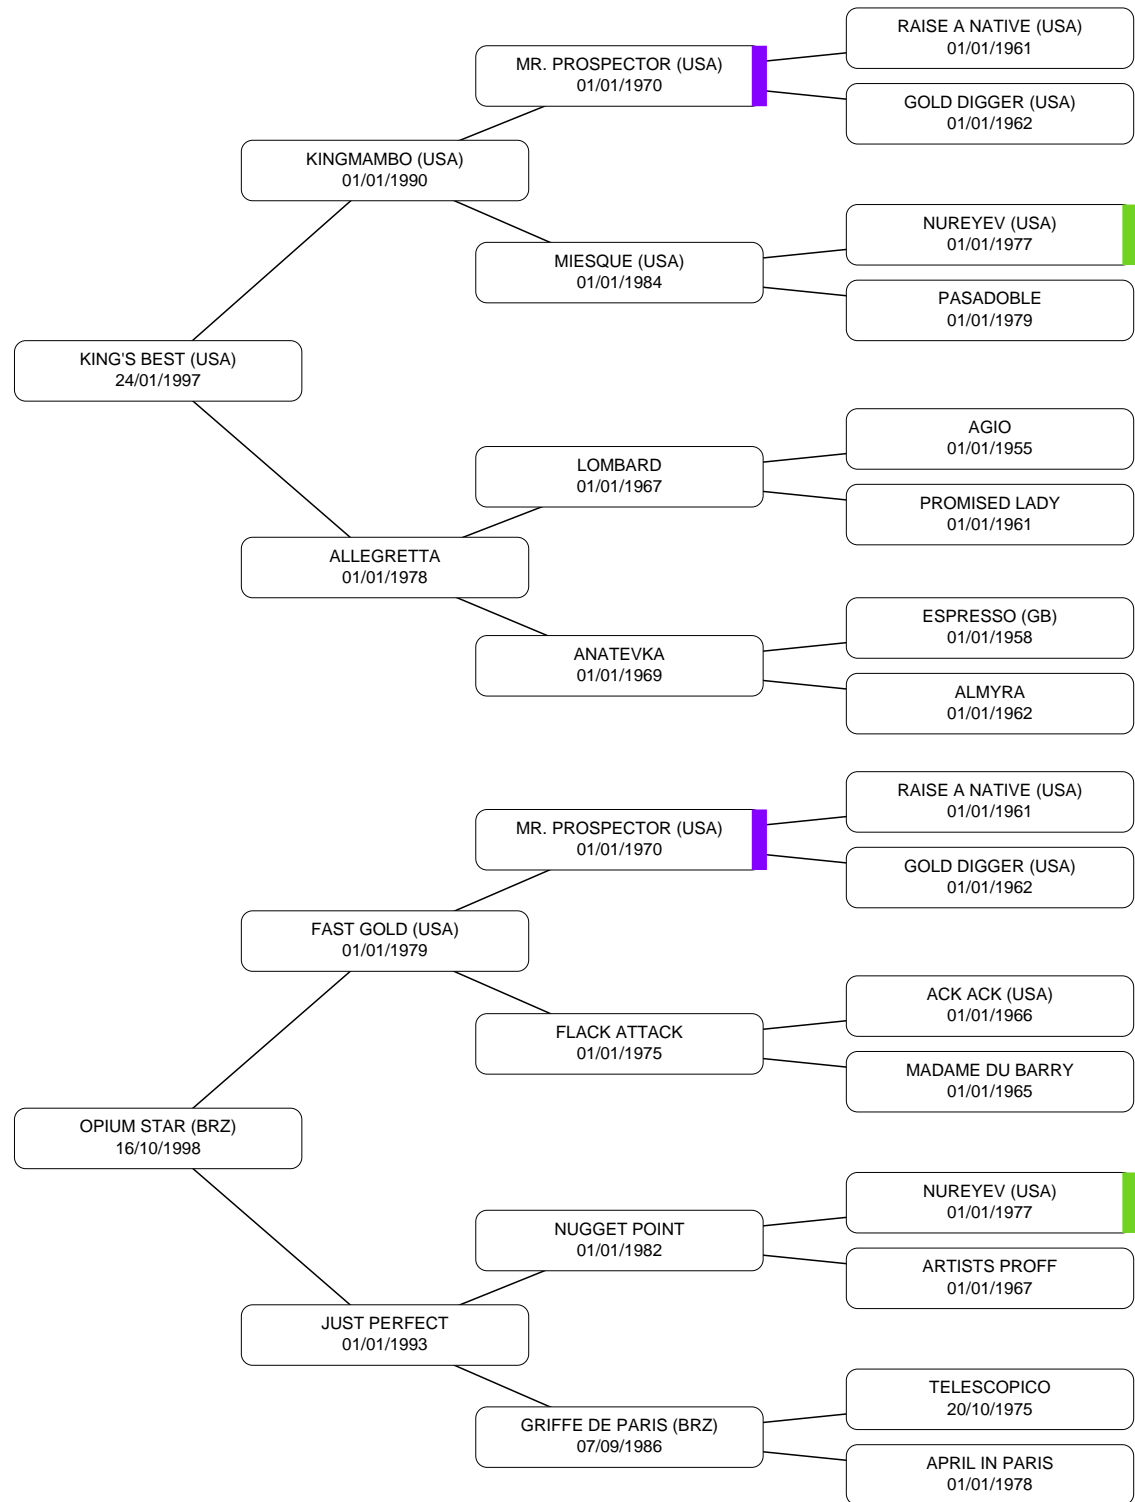 RAISE A NATIVE (USA)
01/01/1961
MR. PROSPECTOR (USA)
01/01/1970
GOLD DIGGER (USA)
01/01/1962
KINGMAMBO (USA)
01/01/1990
NUREYEV (USA)
01/01/1977
MIESQUE (USA)
01/01/1984
PASADOBLE
01/01/1979
KING'S BEST (USA)
24/01/1997
AGIO
01/01/1955
LOMBARD
01/01/1967
PROMISED LADY
01/01/1961
ALLEGRETTA
01/01/1978
ESPRESSO (GB)
01/01/1958
ANATEVKA
01/01/1969
ALMYRA
01/01/1962
RAISE A NATIVE (USA)
01/01/1961
MR. PROSPECTOR (USA)
01/01/1970
GOLD DIGGER (USA)
01/01/1962
FAST GOLD (USA)
01/01/1979
ACK ACK (USA)
01/01/1966
FLACK ATTACK
01/01/1975
MADAME DU BARRY
01/01/1965
OPIUM STAR (BRZ)
16/10/1998
NUREYEV (USA)
01/01/1977
NUGGET POINT
01/01/1982
ARTISTS PROFF
01/01/1967
JUST PERFECT
01/01/1993
TELESCOPICO
20/10/1975
GRIFFE DE PARIS (BRZ)
07/09/1986
APRIL IN PARIS
01/01/1978